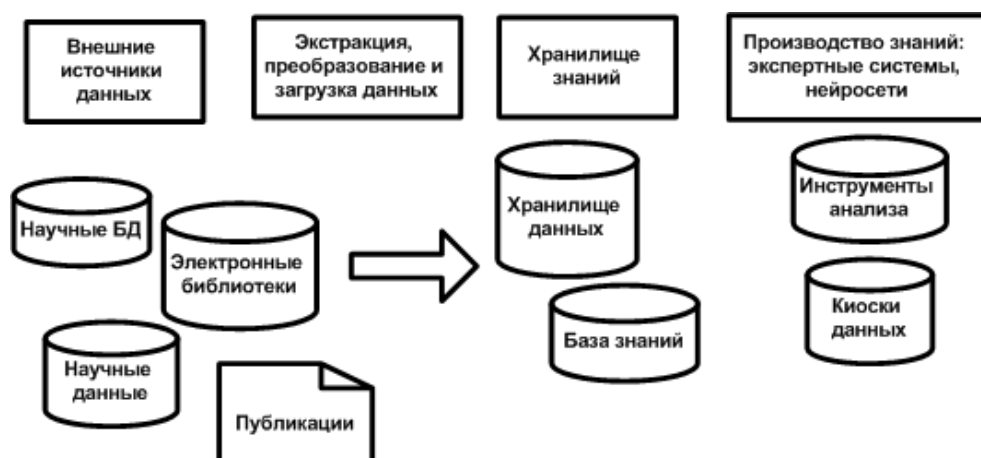 Внешние
источники
данных
Экстракция,
преобразование и
загрузка данных
Хранилище
знаний
Производство знаний:
экспертные системы,
нейросети
Научные БД
Электронные
библиотеки
Научные
данные
Публикации
Хранилище
данных
База знаний
Инструменты
анализа
Киоски
данных